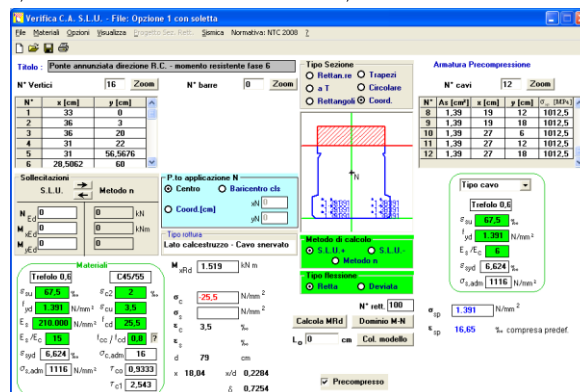 Verifica C.A. S.L.U. - File: Opzione 1 con soletta
File Materiali Opzioni Visualizza Progetto Sez. Rett. Sismica Normativa: NTC 2008 ?
Titolo : Ponte annunziata direzione R.C. - momento resistente fase 6
N° Vertici 16 Zoom N° barre 0 Zoom
N° x [cm] y [cm]
1 33 0
2 36 3
3 36 20
4 31 22
5 31 56,5676
6 28,5062 60
Tipo Sezione
Rettan.re Trapezi
a T Circolare
Rettangoli Coord.
Armatura Precompressione
N° cavi 12 Zoom
N° As [cm²] x [cm] y [cm] [MPa]
8 1,39 19 12 1012,5
9 1,39 19 18 1012,5
10 1,39 27 6 1012,5
11 1,39 27 12 1012,5
12 1,39 27 18 1012,5
Sollecitazioni
S.L.U. Metodo n
N Ed 0 0 kN
M xEd 0 0 kNm
M yEd 0 0
P.to applicazione N
Centro Baricentro cls
Coord.[cm] xN 0
yN 0
Tipo rottura
Lato calcestruzzo - Cavo snervato
N
Metodo di calcolo
S.L.U.+ S.L.U.-
Metodo n
Tipo flessione
Retta Deviata
N° rett. 100
Calcola MRd Dominio M-N
L o 0 cm Col. modello
Precompresso
Tipo cavo
Trefolo 0,6
ε su 67,5 ‰
f yd 1.391 N/mm²
E s /E c 6
ε syd 6,624 ‰
σ s,adm 1116 N/mm²
σ sp 1.391 N/mm²
ε sp 16,65 ‰ compresa predef.
Materiali
Trefolo 0,6 C45/55
ε su 67,5 ‰ ε c2 2 ‰
f yd 1.391 N/mm² ε cu 3,5
E s 210.000 N/mm² f cd 25,5
E s /E c 15 f cc / f cd 0,8 ?
ε syd 6,624 ‰ σ c,adm 16
σ s,adm 1116 N/mm² τ co 0,9333
τ c1 2,543
M xRd 1.519 kN m
σ c -25,5 N/mm²
σ s N/mm²
ε c 3,5 ‰
ε s ‰
d 79 cm
x 18,04 x/d 0,2284
δ 0,7254